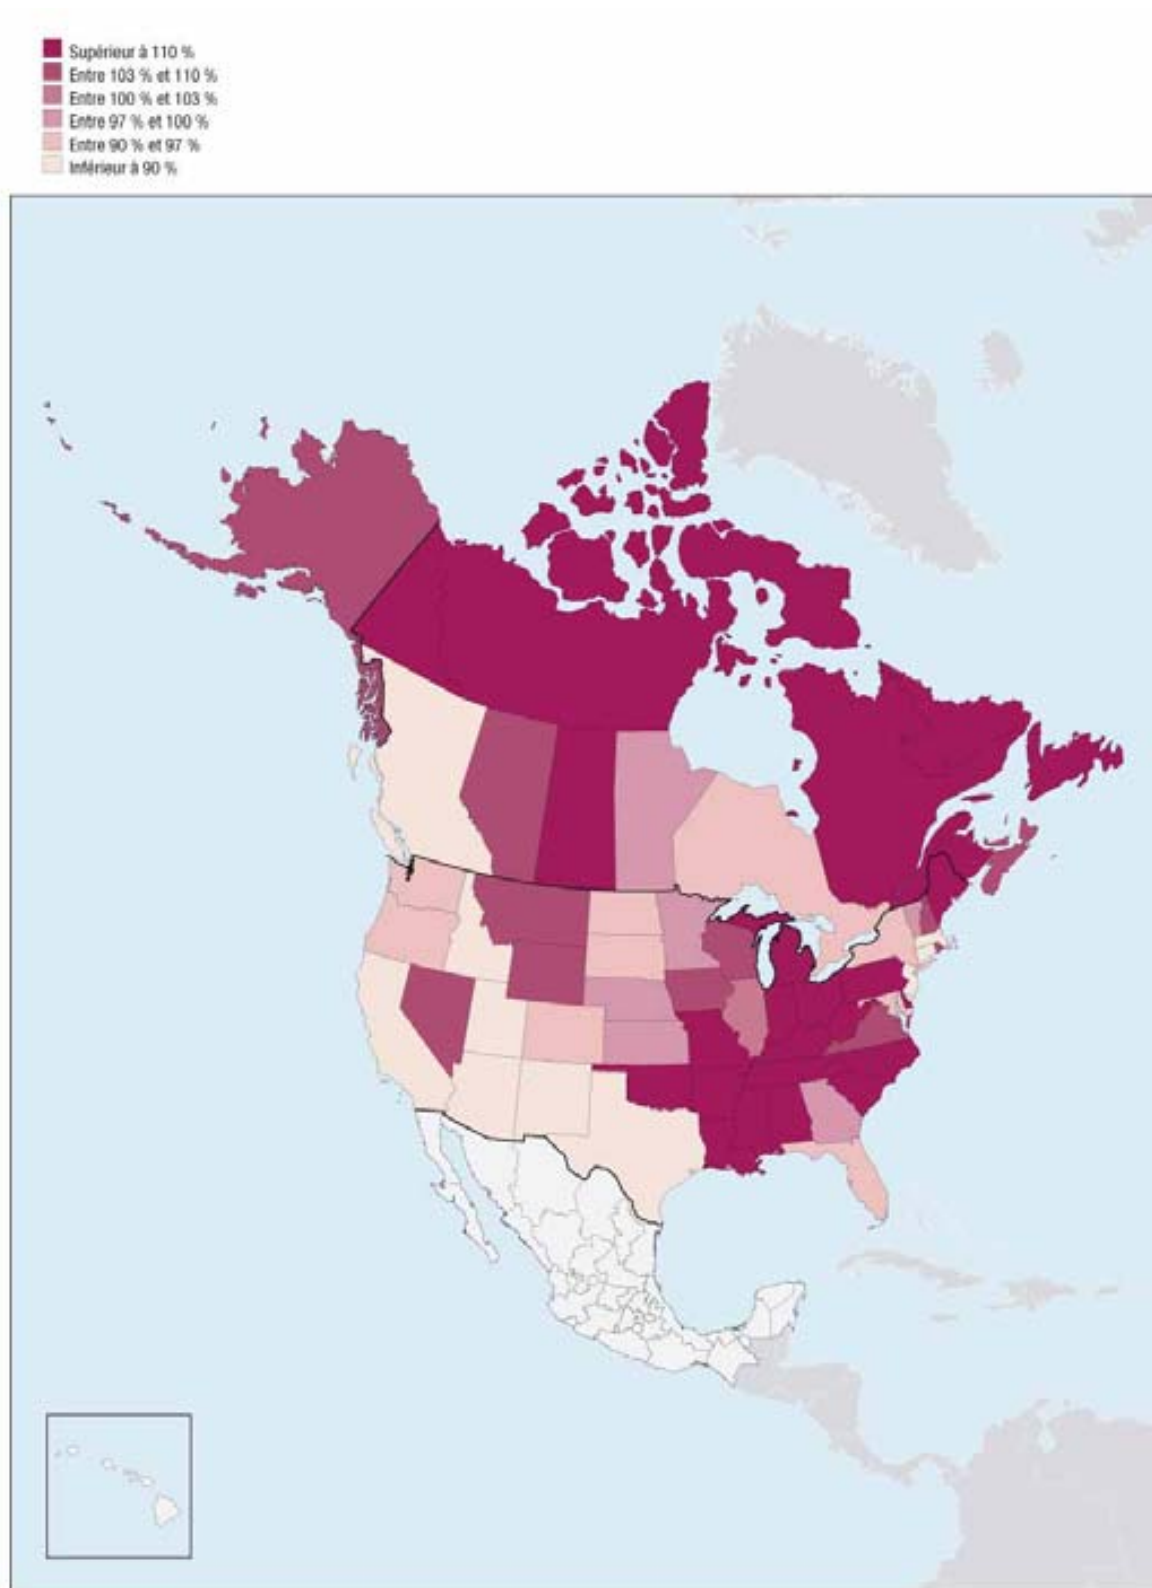 Supérieur à 110 %
Entre 103 % et 110 %
Entre 100 % et 103 %
Entre 97 % et 100 %
Entre 90 % et 97 %
Inférieur à 90 %